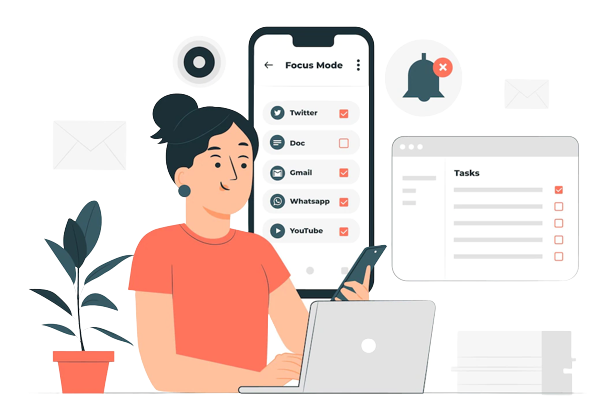 Focus Mode
Twitter
Doc
Gmail
Whatsapp
YouTube
Tasks